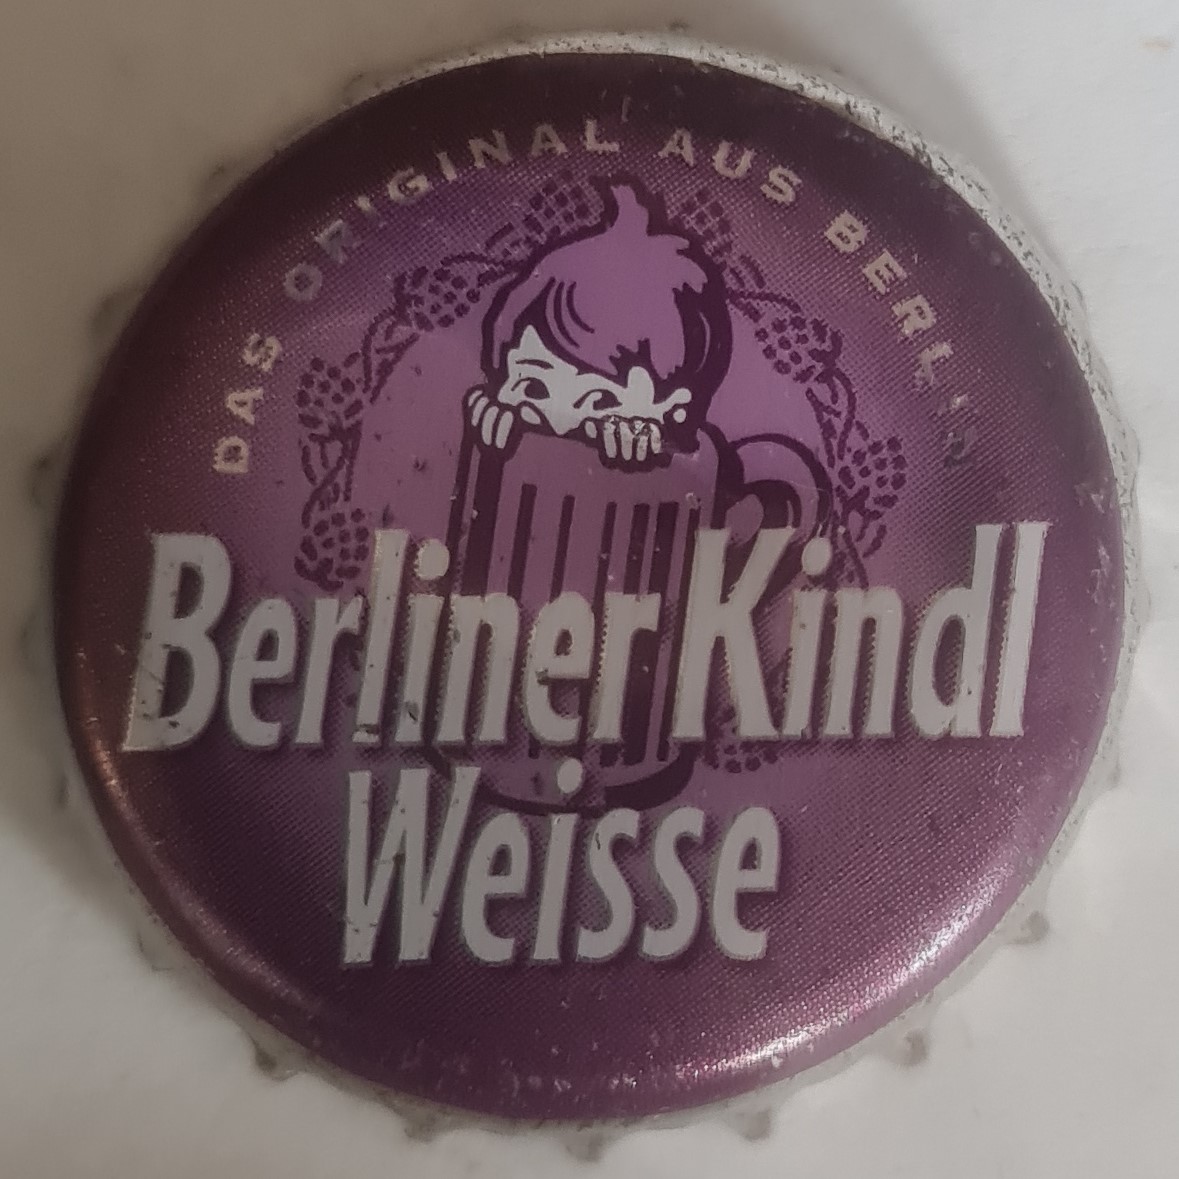 DAS ORIGINAL AUS BERLIN
Berliner Kindl
Weisse